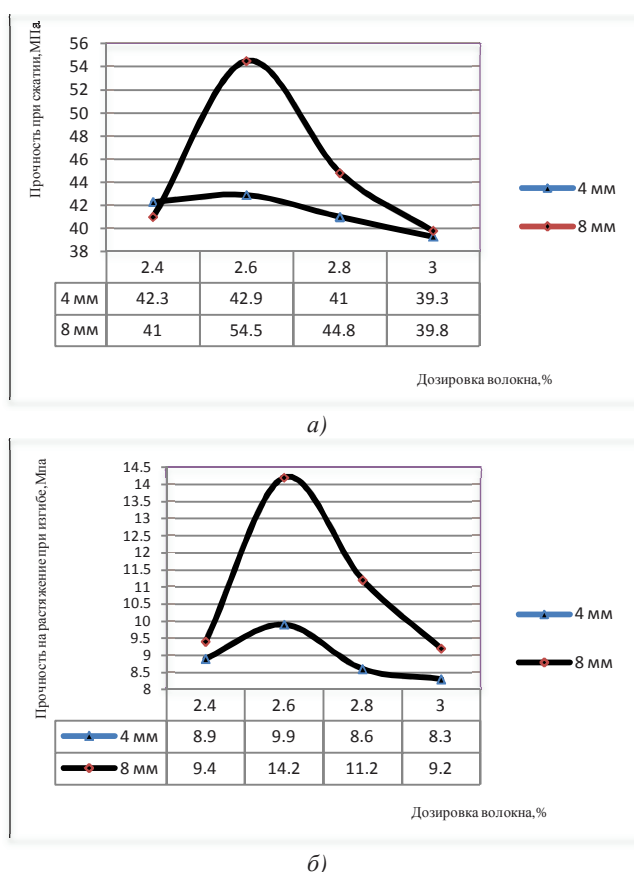 Прочность при сжатии,МПа.
56
54
52
50
48
46
44
42
40
38
4 мм
8 мм
2.4 2.6 2.8 3
4 мм 42.3 42.9 41 39.3
8 мм 41 54.5 44.8 39.8
Дозировка волокна,%
а)
Прочность на растяжение при изгибе,Мпа
14.5
14
13.5
13
12.5
12
11.5
11
10.5
10
9.5
9
8.5
8
4 мм
8 мм
2.4 2.6 2.8 3
4 мм 8.9 9.9 8.6 8.3
8 мм 9.4 14.2 11.2 9.2
Дозировка волокна,%
б)